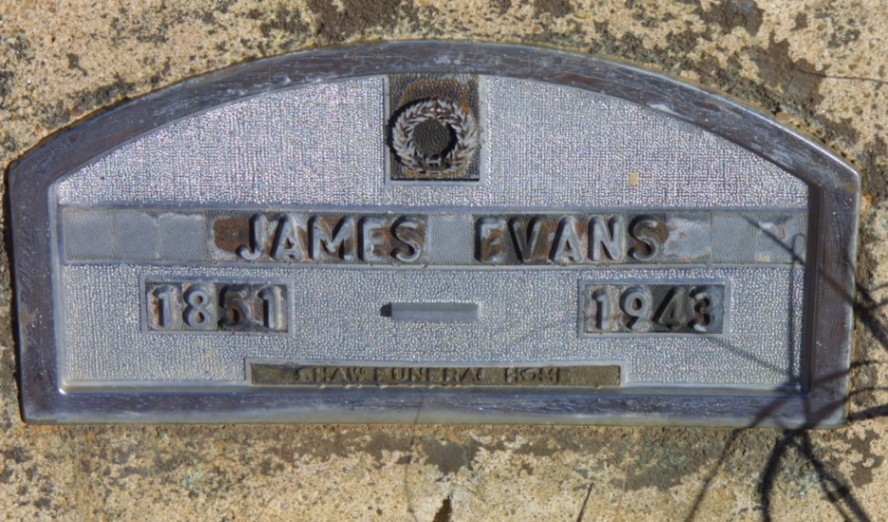 JAMES EVANS
1851 — 1943
SHAW FUNERAL HOME